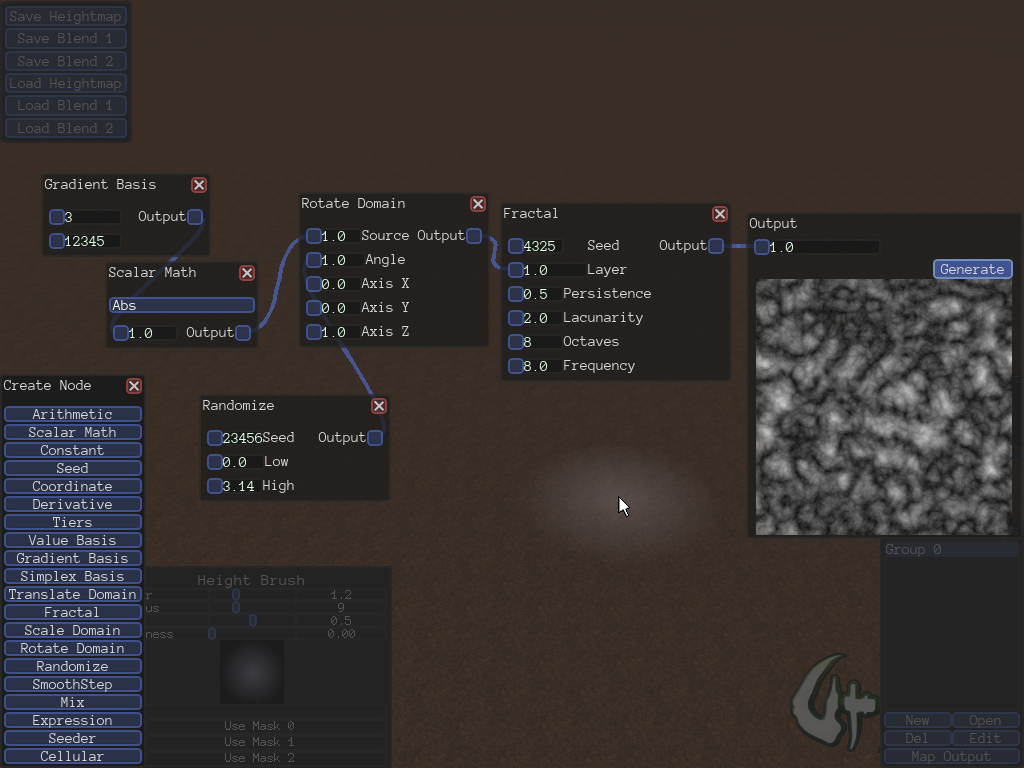 Save Heightmap
Save Blend 1
Save Blend 2
Load Heightmap
Load Blend 1
Load Blend 2
Gradient Basis
3 Output
12345
Scalar Math
Abs
1.0 Output
Rotate Domain
1.0 Source Output
1.0 Angle
0.0 Axis X
0.0 Axis Y
1.0 Axis Z
Fractal
4325 Seed Output
1.0 Layer
0.5 Persistence
2.0 Lacunarity
8 Octaves
8.0 Frequency
Output
1.0
Generate
Randomize
23456 Seed Output
0.0 Low
3.14 High
Create Node
Arithmetic
Scalar Math
Constant
Seed
Coordinate
Derivative
Tiers
Value Basis
Gradient Basis
Simplex Basis
Translate Domain
Fractal
Scale Domain
Rotate Domain
Randomize
SmoothStep
Mix
Expression
Seeder
Cellular
Height Brush
r 1.2
us 9
0.5
ness 0.00
Use Mask 0
Use Mask 1
Use Mask 2
Group 0
New Open
Del Edit
Map Output